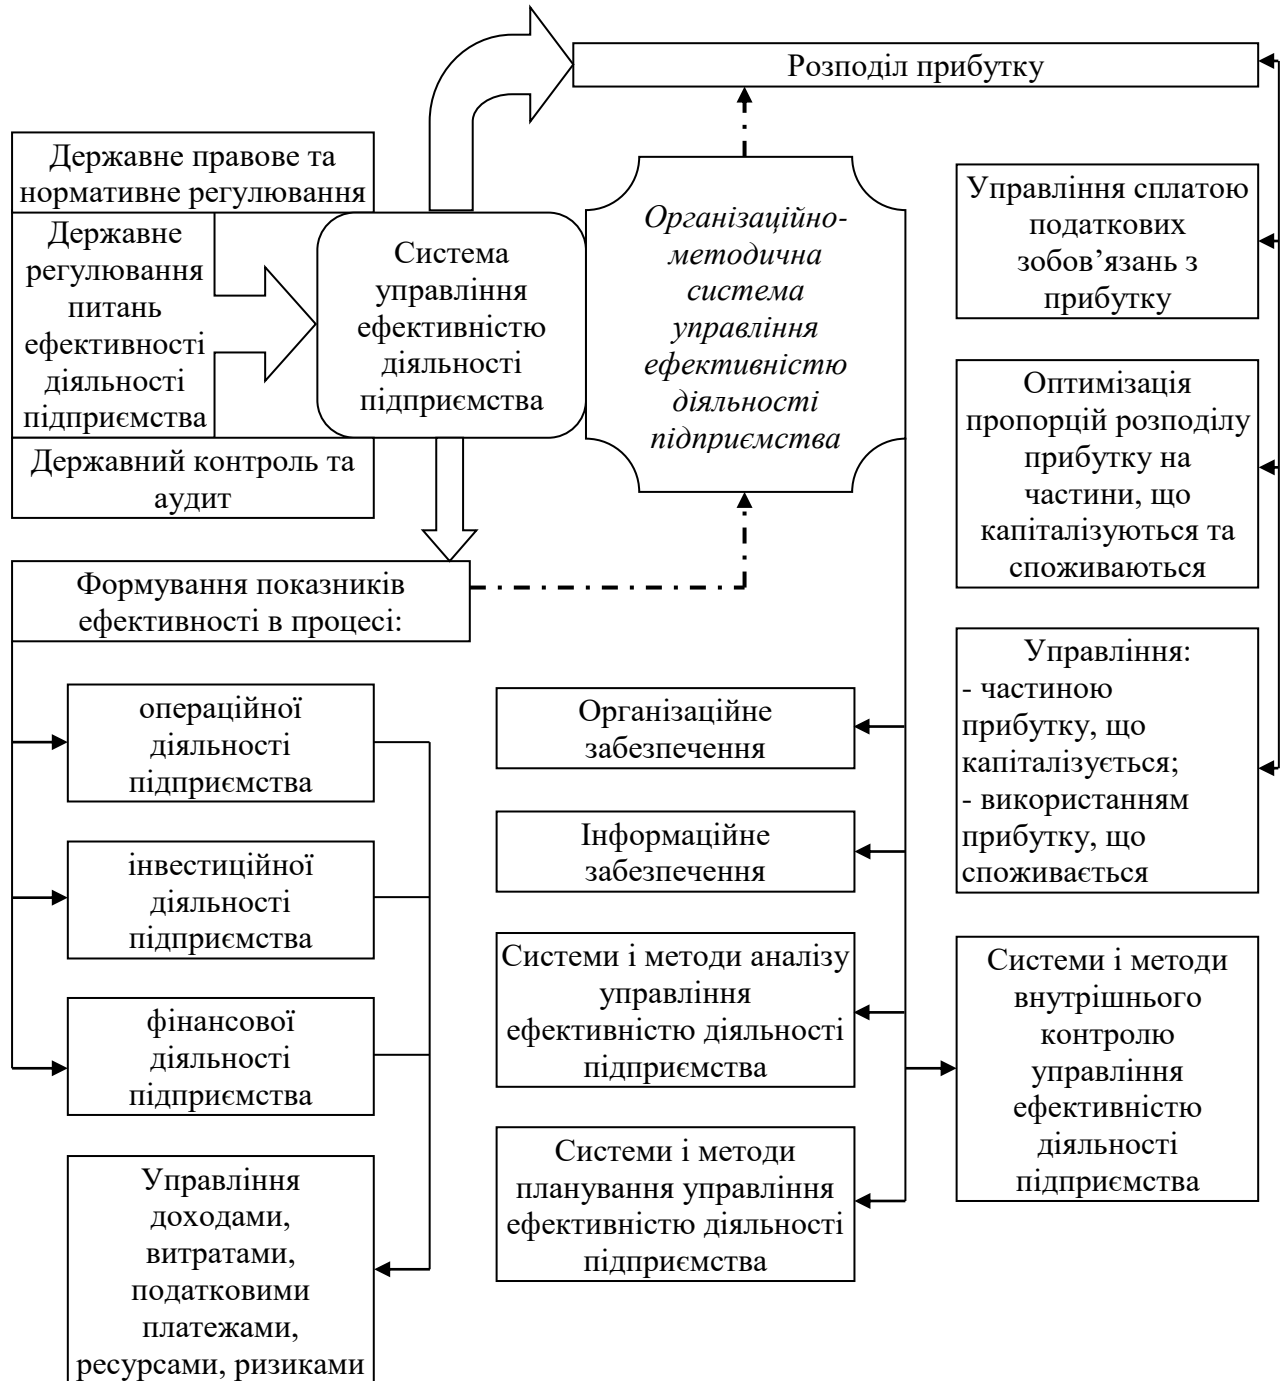 Розподіл прибутку
Державне правове та
нормативне регулювання
Державне
регулювання
питань
ефективності
діяльності
підприємства
Державний контроль та
аудит
Система
управління
ефективністю
діяльності
підприємства
Організаційно-
методична
система
управління
ефективністю
діяльності
підприємства
Управління сплатою
податкових
зобов’язань з
прибутку
Оптимізація
пропорцій розподілу
прибутку на
частини, що
капіталізуються та
споживаються
Управління:
- частиною
прибутку, що
капіталізується;
- використанням
прибутку, що
споживається
Формування показників
ефективності в процесі:
операційної
діяльності
підприємства
інвестиційної
діяльності
підприємства
фінансової
діяльності
підприємства
Управління
доходами,
витратами,
податковими
платежами,
ресурсами, ризиками
Організаційне
забезпечення
Інформаційне
забезпечення
Системи і методи аналізу
управління
ефективністю діяльності
підприємства
Системи і методи
планування управління
ефективністю діяльності
підприємства
Системи і методи
внутрішнього
контролю
управління
ефективністю
діяльності
підприємства